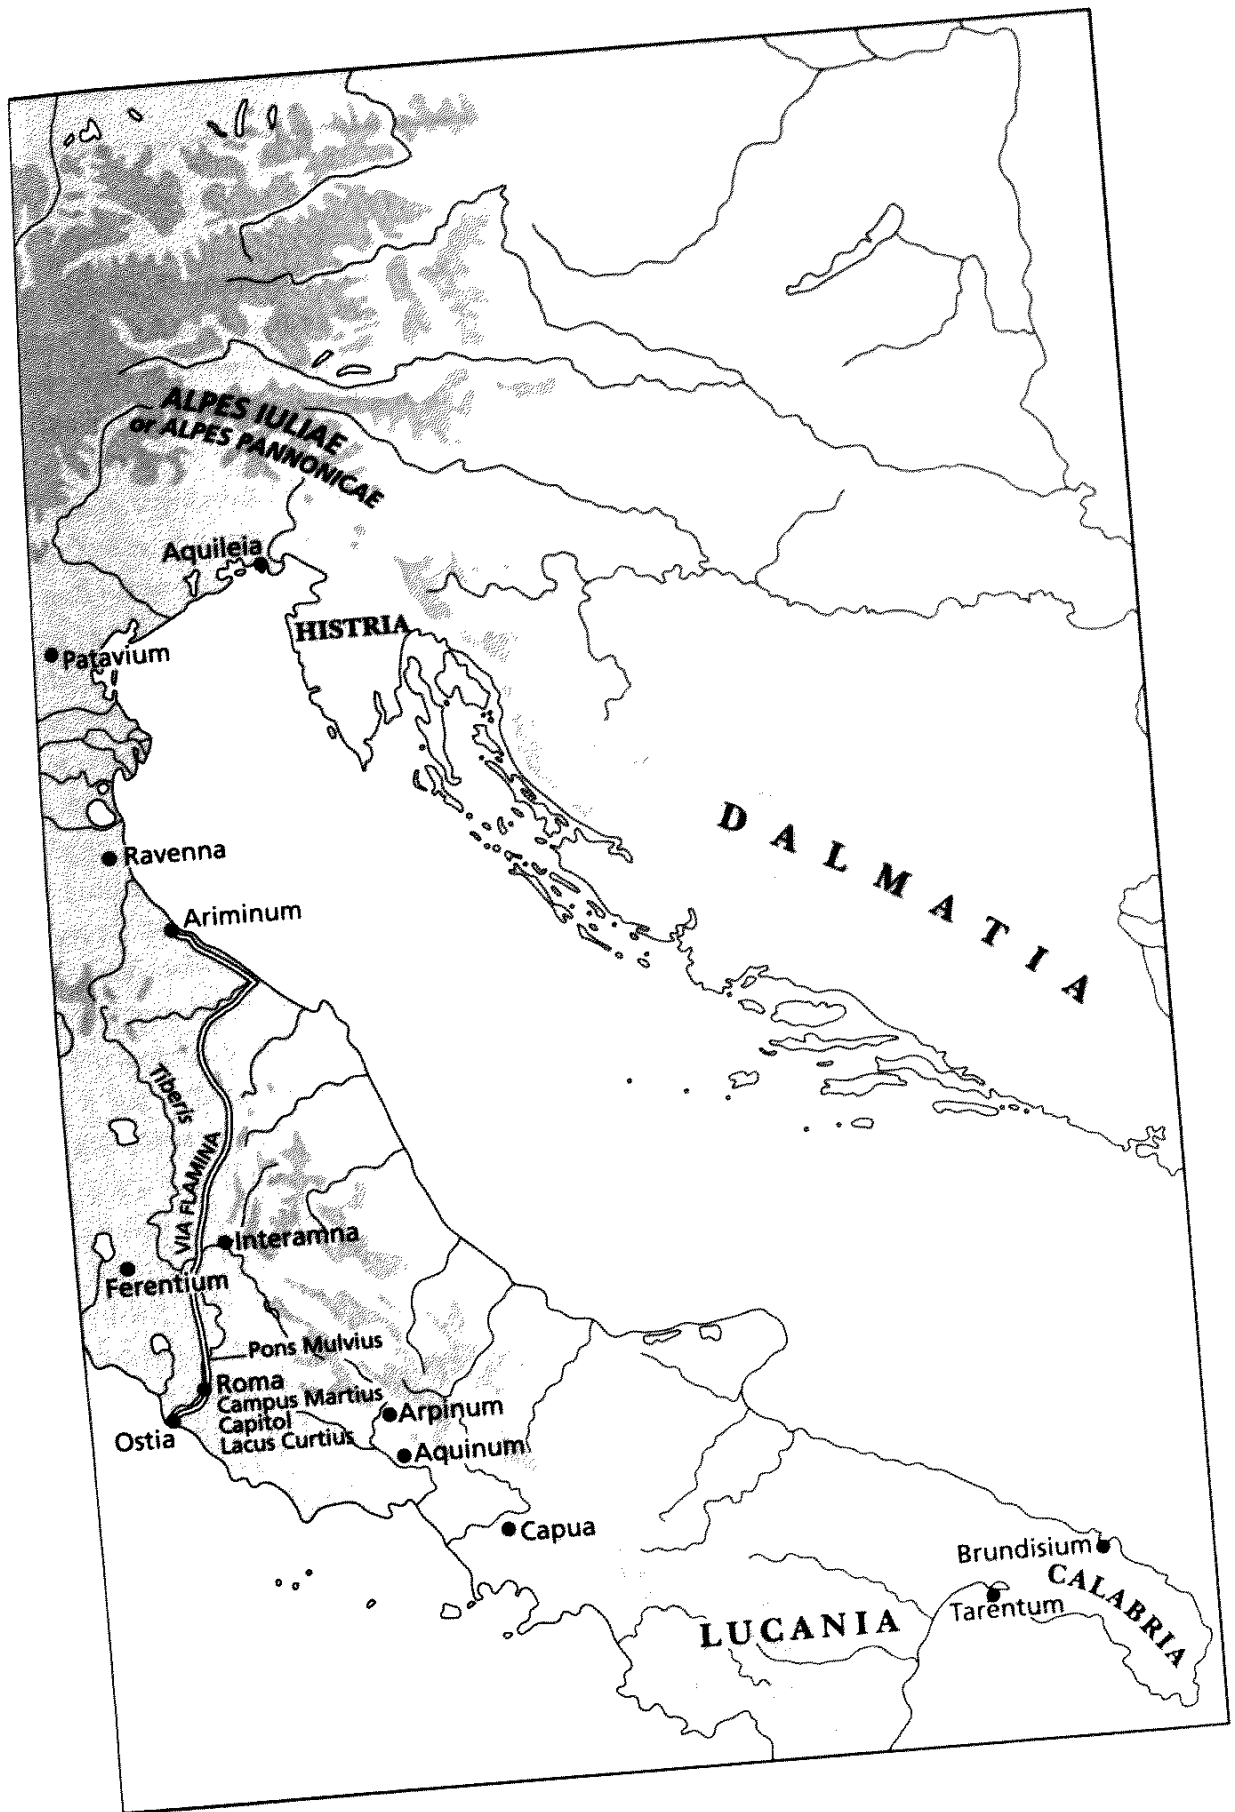 ALPES IULIAE
or ALPES PANNONICAE
Aquileia
HISTRIA
Patavium
DALMATIA
Ravenna
Ariminum
Tiberis
VIA FLAMINA
Interamna
Ferentium
Pons Mulvius
Roma
Campus Martius
Capitol
Lacus Curtius
Ostia
Arpinum
Aquinum
Capua
Brundisium
CALABRIA
Tarentum
LUCANIA